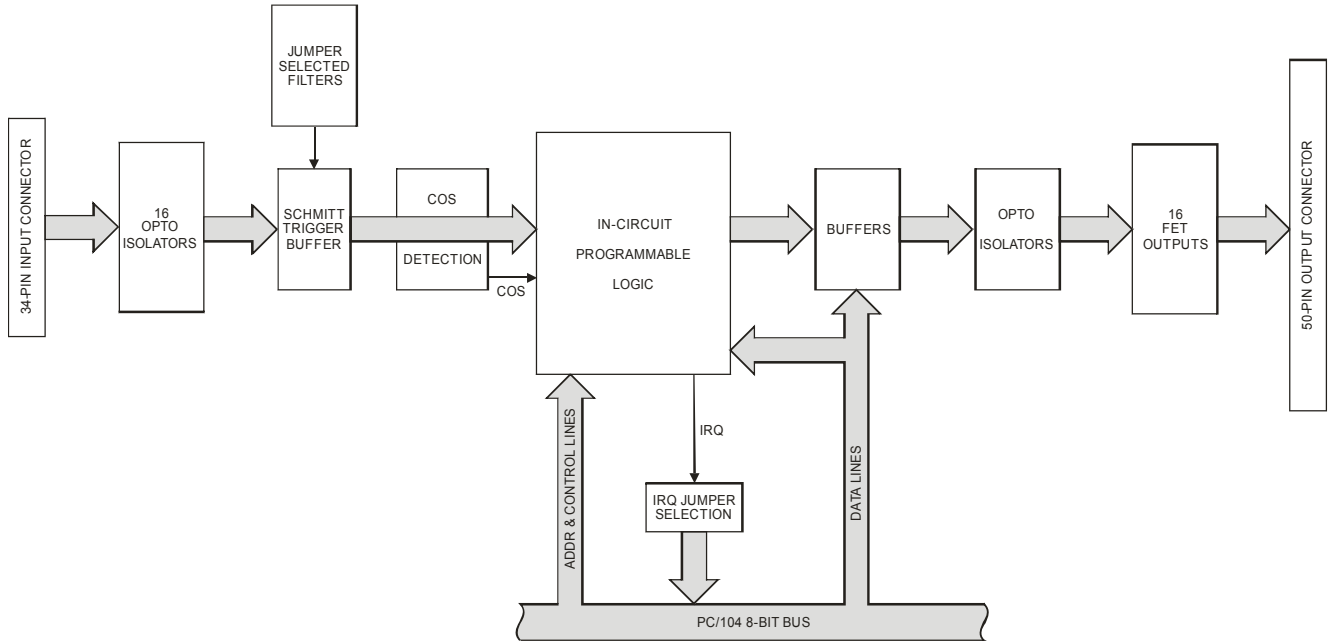 JUMPER
SELECTED
FILTERS
34-PIN INPUT CONNECTOR
16
OPTO
ISOLATORS
SCHMITT
TRIGGER
BUFFER
COS
DETECTION
COS
IN-CIRCUIT
PROGRAMMABLE
LOGIC
BUFFERS
OPTO
ISOLATORS
16
FET
OUTPUTS
50-PIN OUTPUT CONNECTOR
ADDR & CONTROL LINES
IRQ
IRQ JUMPER
SELECTION
DATA LINES
PC/104 8-BIT BUS